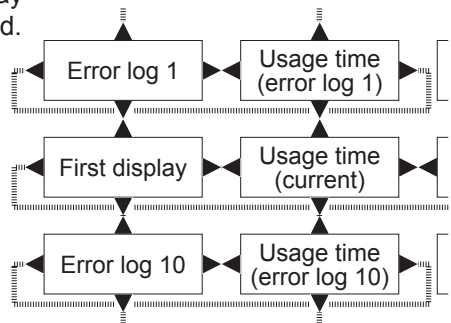 d.
Error log 1
Usage time
(error log 1)
First display
Usage time
(current)
Error log 10
Usage time
(error log 10)